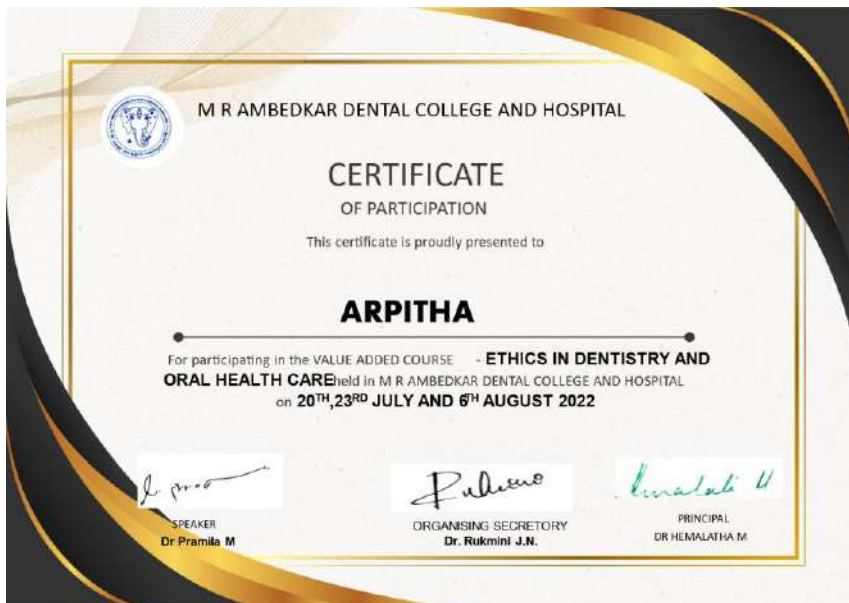 M R AMBEDKAR DENTAL COLLEGE AND HOSPITAL
CERTIFICATE
OF PARTICIPATION
This certificate is proudly presented to
ARPITHA
For participating in the VALUE ADDED COURSE - ETHICS IN DENTISTRY AND
ORAL HEALTH CARE held in M R AMBEDKAR DENTAL COLLEGE AND HOSPITAL
on 20TH,23RD JULY AND 6TH AUGUST 2022
SPEAKER
Dr Pramila M
ORGANISING SECRETORY
Dr. Rukmini J.N.
PRINCIPAL
DR HEMALATHA M